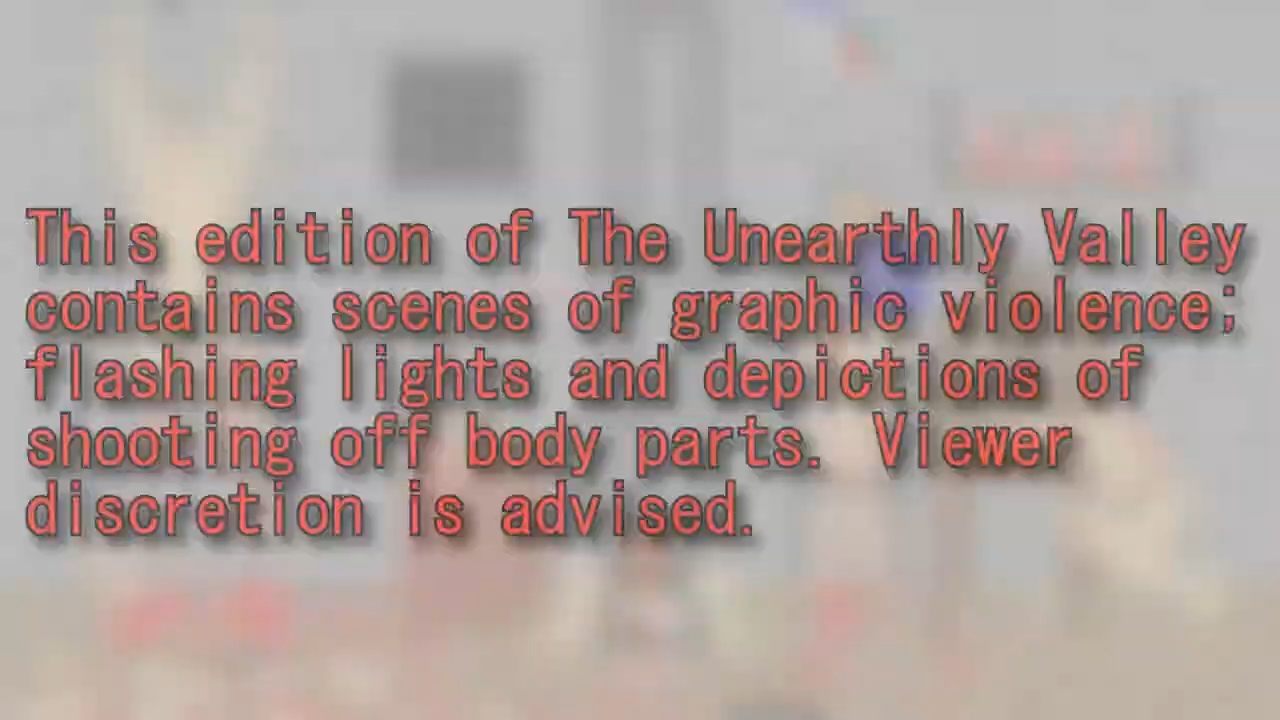 This edition of The Unearthly Valley
contains scenes of graphic violence;
flashing lights and depictions of
shooting off body parts. Viewer
discretion is advised.